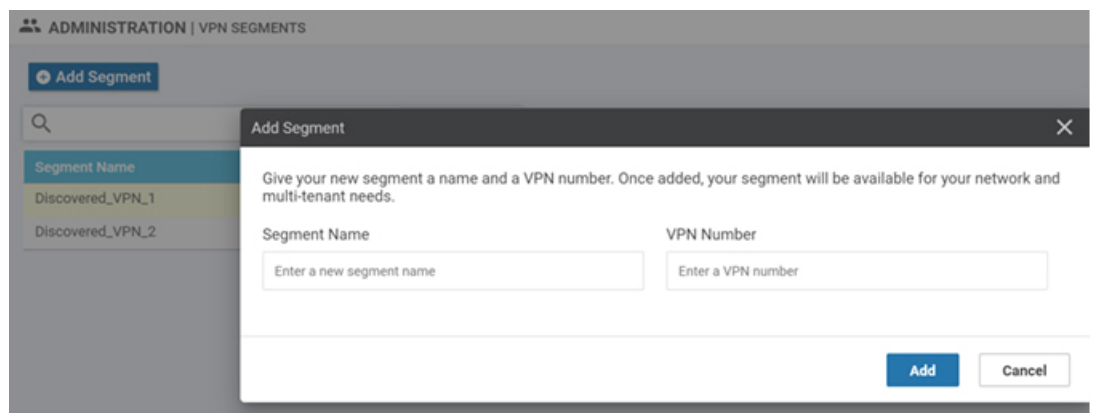 ADMINISTRATION | VPN SEGMENTS
Add Segment
Add Segment
Segment Name
Give your new segment a name and a VPN number. Once added, your segment will be available for your network and
multi-tenant needs.
Discovered_VPN_1
Discovered_VPN_2
Segment Name VPN Number
Enter a new segment name Enter a VPN number
Add Cancel